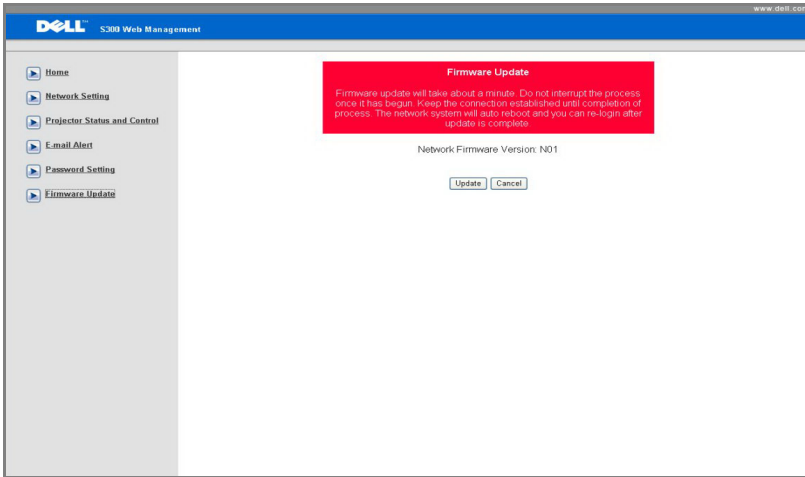 www.dell.com
DELL™ S300 Web Management
Home
Network Setting
Projector Status and Control
E-mail Alert
Password Setting
Firmware Update
Firmware Update
Firmware update will take about a minute. Do not interrupt the process
once it has begun. Keep the connection established until completion of
process. The network system will auto reboot and you can re-login after
update is complete.
Network Firmware Version: N01
Update Cancel